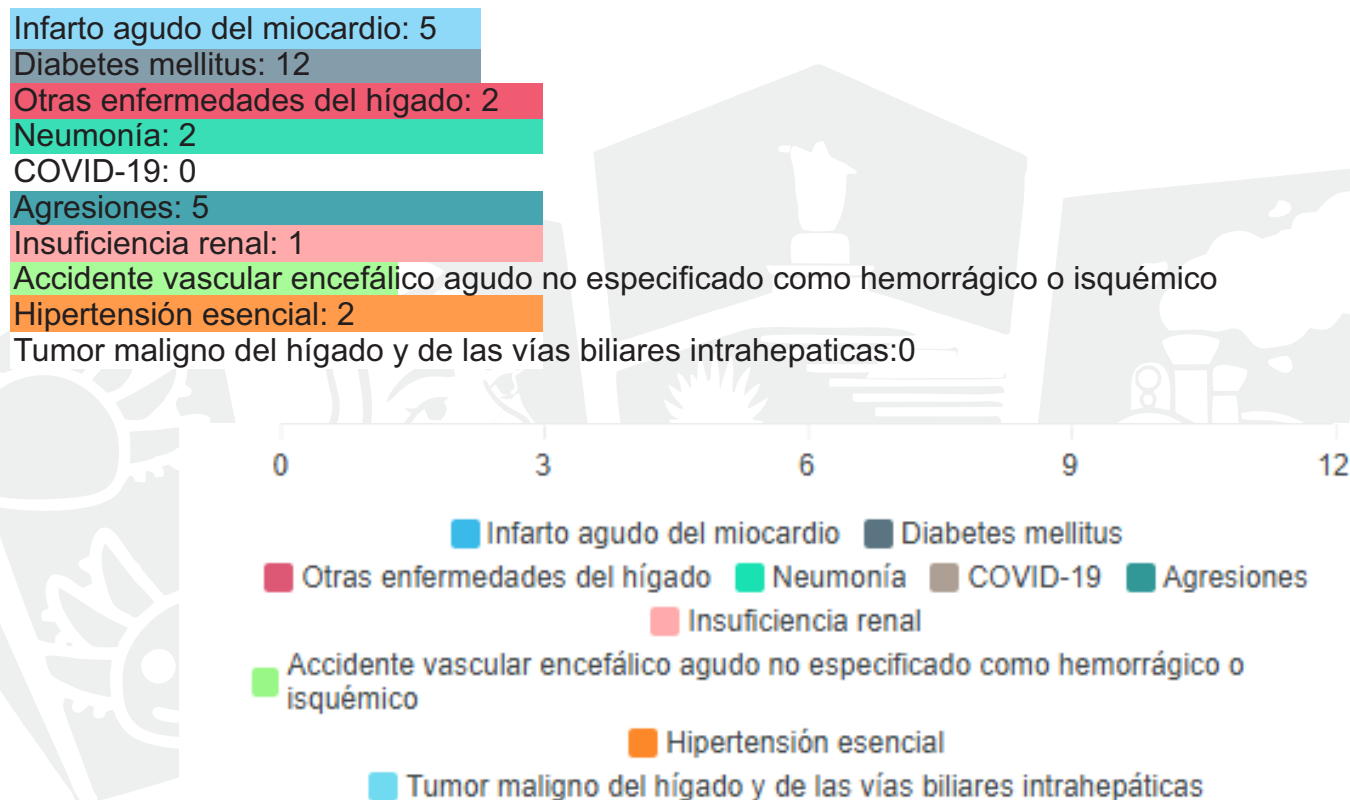 Infarto agudo del miocardio: 5
Diabetes mellitus: 12
Otras enfermedades del hígado: 2
Neumonía: 2
COVID-19: 0
Agresiones: 5
Insuficiencia renal: 1
Accidente vascular encefálico agudo no especificado como hemorrágico o isquémico
Hipertensión esencial: 2
Tumor maligno del hígado y de las vías biliares intrahepaticas:0
0 3 6 9 12
Infarto agudo del miocardio Diabetes mellitus
Otras enfermedades del hígado Neumonía COVID-19 Agresiones
Insuficiencia renal
Accidente vascular encefálico agudo no especificado como hemorrágico o
isquémico
Hipertensión esencial
Tumor maligno del hígado y de las vías biliares intrahepáticas